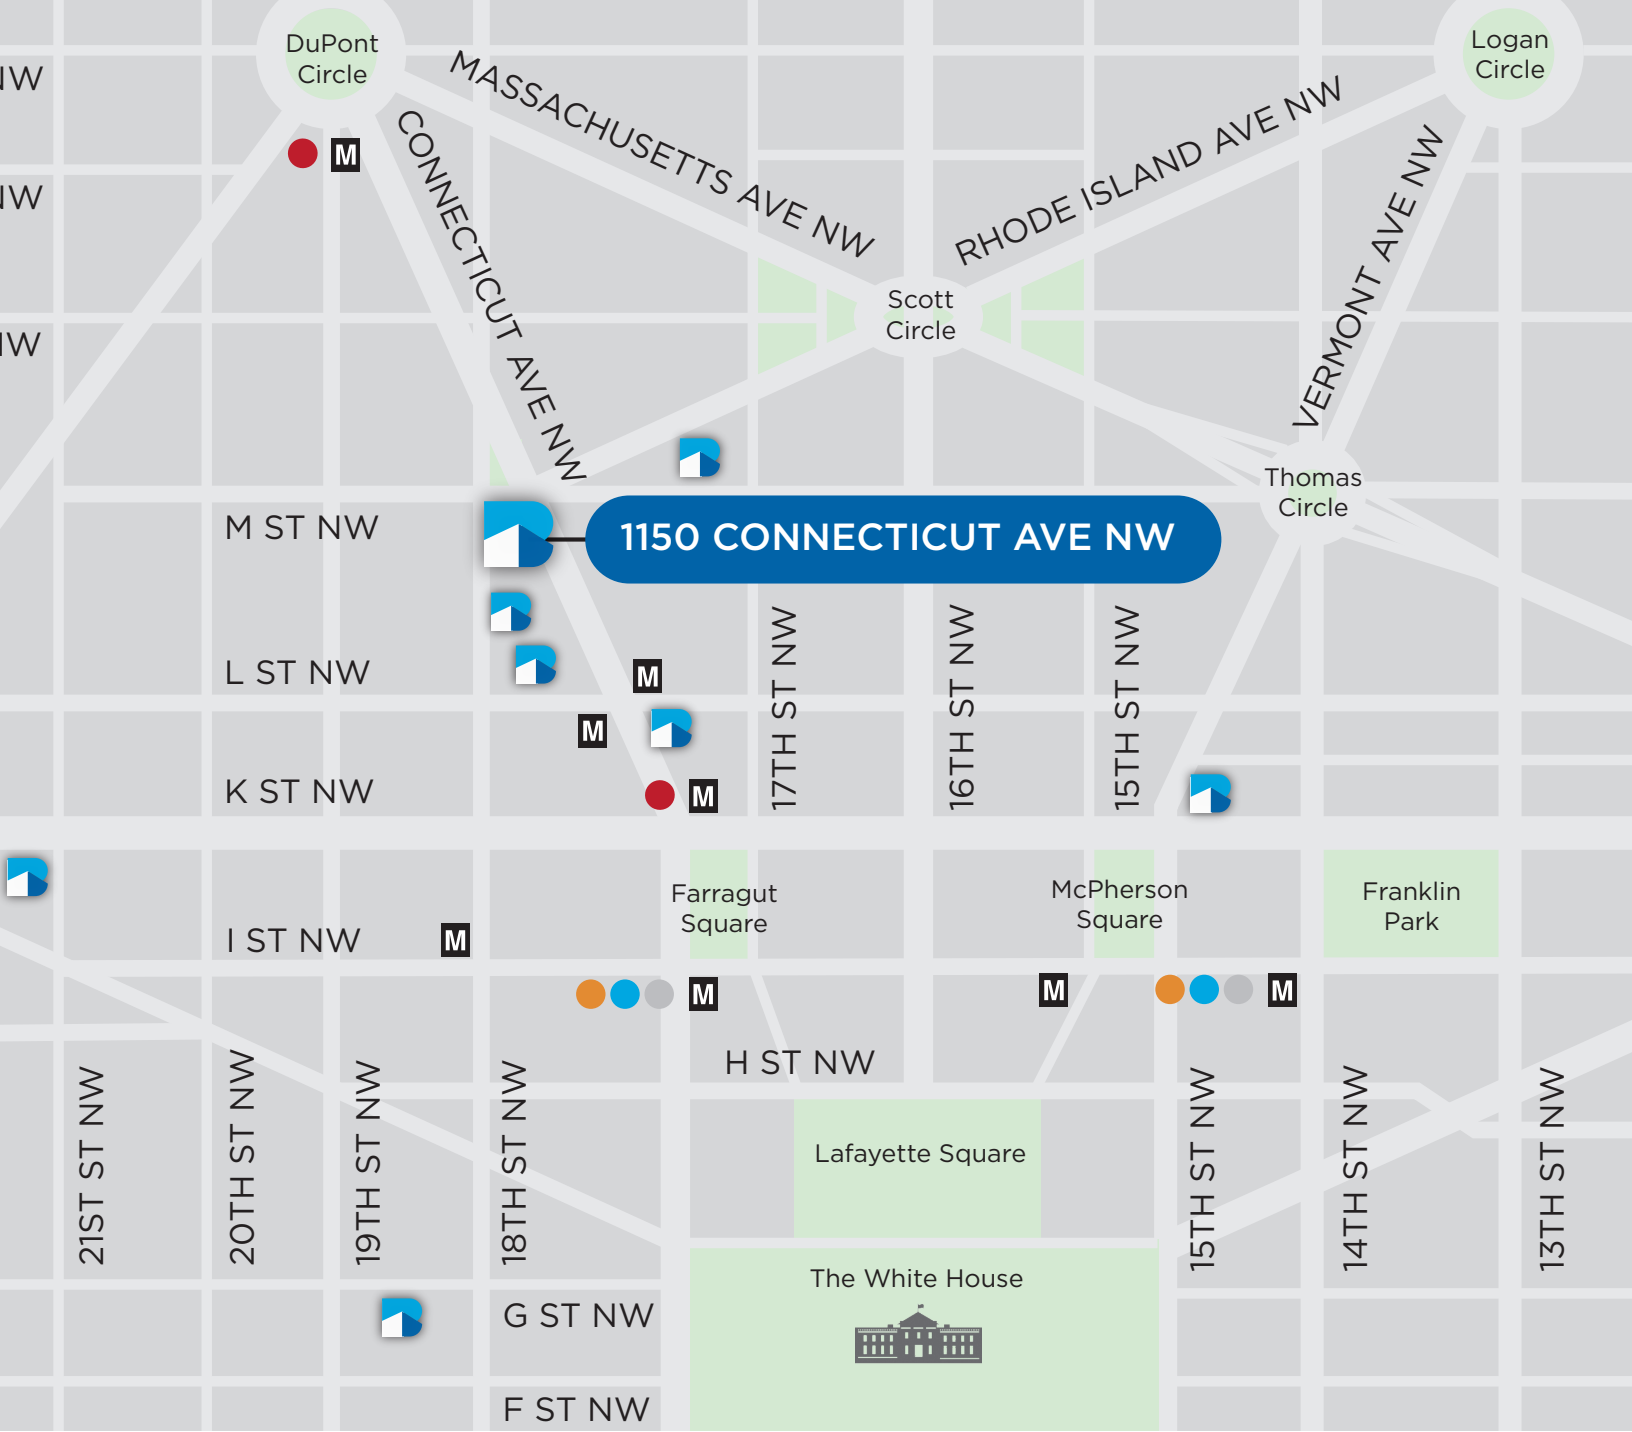 DuPont
Circle
Logan
Circle
NW
MASSACHUSETTS AVE NW
RHODE ISLAND AVE NW
CONNECTICUT AVE NW
VERMONT AVE NW
M
NW
Scott
Circle
NW
Thomas
Circle
M ST NW
1150 CONNECTICUT AVE NW
L ST NW
M
M
17TH ST NW
16TH ST NW
15TH ST NW
K ST NW
M
Farragut
Square
McPherson
Square
Franklin
Park
I ST NW
M
M
M
M
H ST NW
21ST ST NW
20TH ST NW
19TH ST NW
18TH ST NW
Lafayette Square
15TH ST NW
14TH ST NW
13TH ST NW
The White House
G ST NW
F ST NW